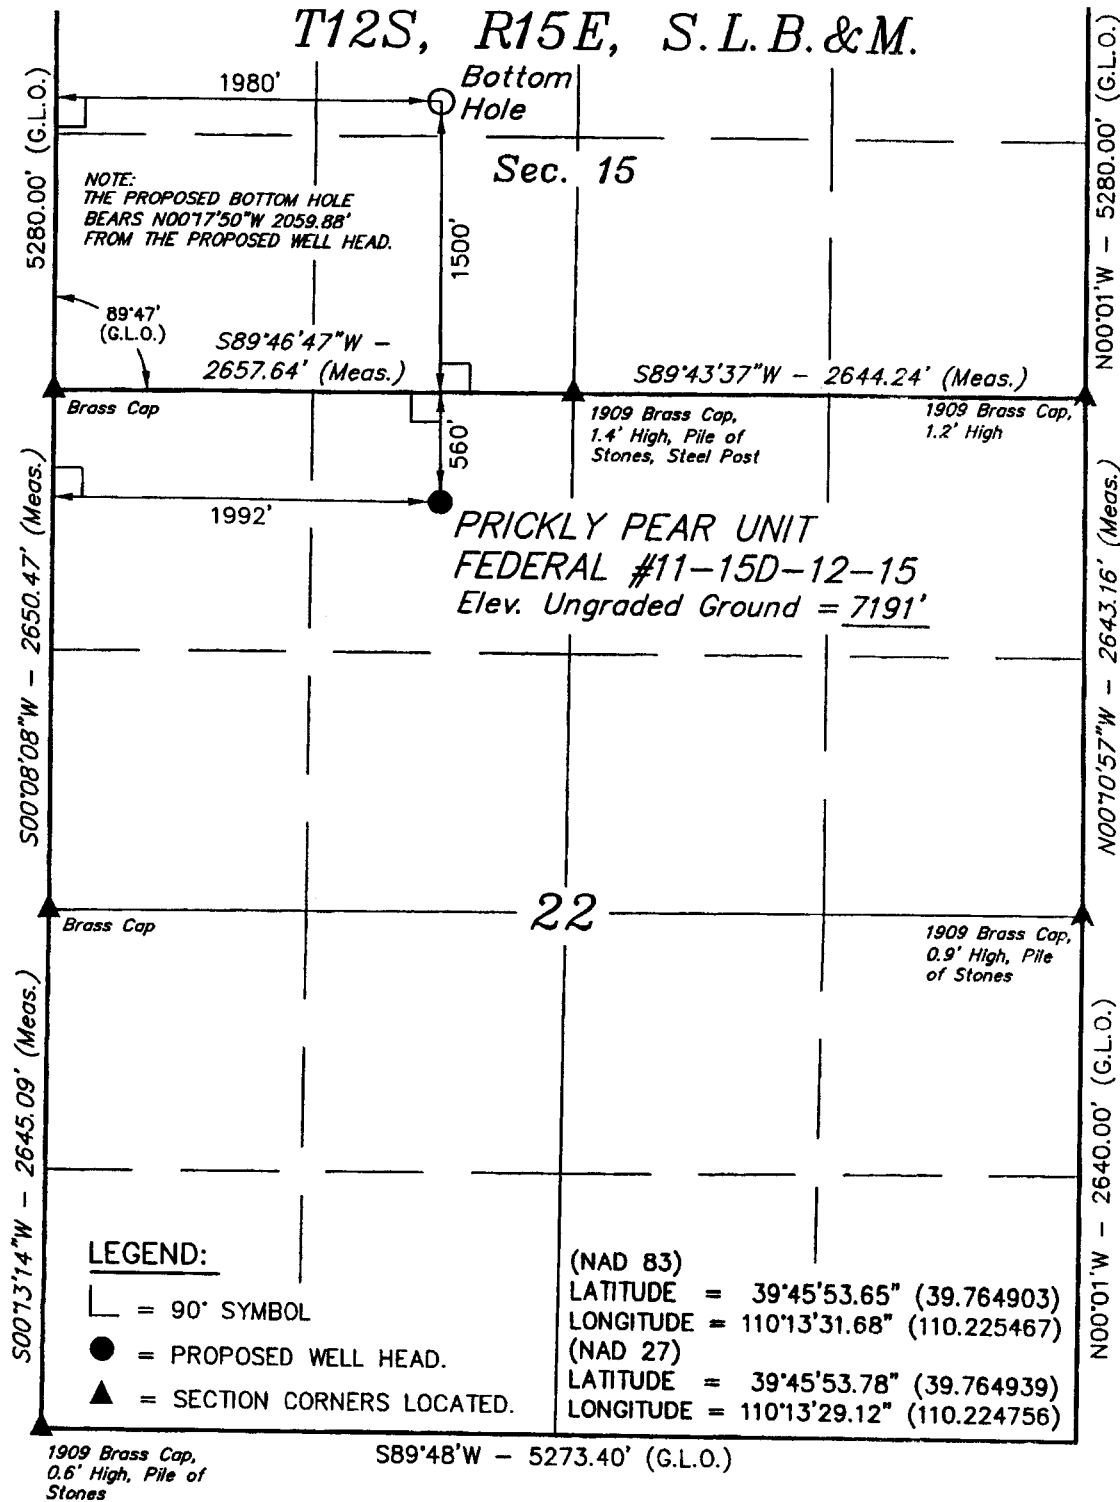 T12S, R15E, S.L.B.&M.
5280.00' (G.L.O.)
1980'
Bottom
Hole
N00°01'W - 5280.00' (G.L.O.)
Sec. 15
NOTE:
THE PROPOSED BOTTOM HOLE
BEARS N00°17'50"W 2059.88'
FROM THE PROPOSED WELL HEAD.
1500'
89°47'
(G.L.O.)
S89°46'47"W -
2657.64' (Meas.)
S89°43'37"W - 2644.24' (Meas.)
Brass Cap
1909 Brass Cap,
1.4' High, Pile of
Stones, Steel Post
1909 Brass Cap,
1.2' High
560'
1992'
S00°08'08"W - 2650.47' (Meas.)
N00°10'57"W - 2643.16' (Meas.)
PRICKLY PEAR UNIT
FEDERAL #11-15D-12-15
Elev. Ungraded Ground = 7191'
22
Brass Cap
1909 Brass Cap,
0.9' High, Pile
of Stones
S00°13'14"W - 2645.09' (Meas.)
N00°01'W - 2640.00' (G.L.O.)
LEGEND:
= 90° SYMBOL
= PROPOSED WELL HEAD.
= SECTION CORNERS LOCATED.
(NAD 83)
LATITUDE = 39°45'53.65" (39.764903)
LONGITUDE = 110°13'31.68" (110.225467)
(NAD 27)
LATITUDE = 39°45'53.78" (39.764939)
LONGITUDE = 110°13'29.12" (110.224756)
1909 Brass Cap,
0.6' High, Pile of
Stones
S89°48'W - 5273.40' (G.L.O.)